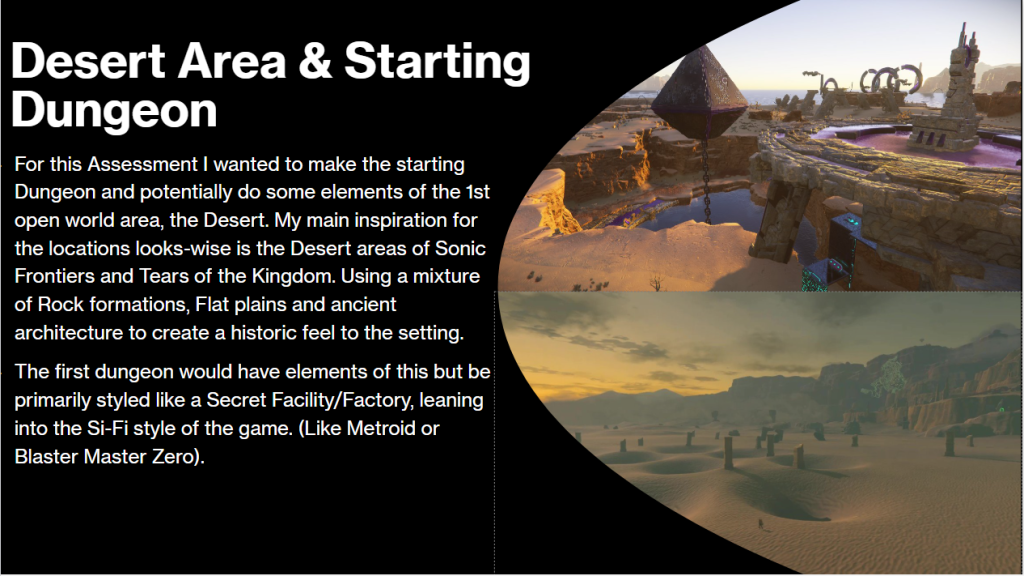 Desert Area & Starting
Dungeon
For this Assessment I wanted to make the starting
Dungeon and potentially do some elements of the 1st
open world area, the Desert. My main inspiration for
the locations looks-wise is the Desert areas of Sonic
Frontiers and Tears of the Kingdom. Using a mixture
of Rock formations, Flat plains and ancient
architecture to create a historic feel to the setting.
The first dungeon would have elements of this but be
primarily styled like a Secret Facility/Factory, leaning
into the Si-Fi style of the game. (Like Metroid or
Blaster Master Zero).